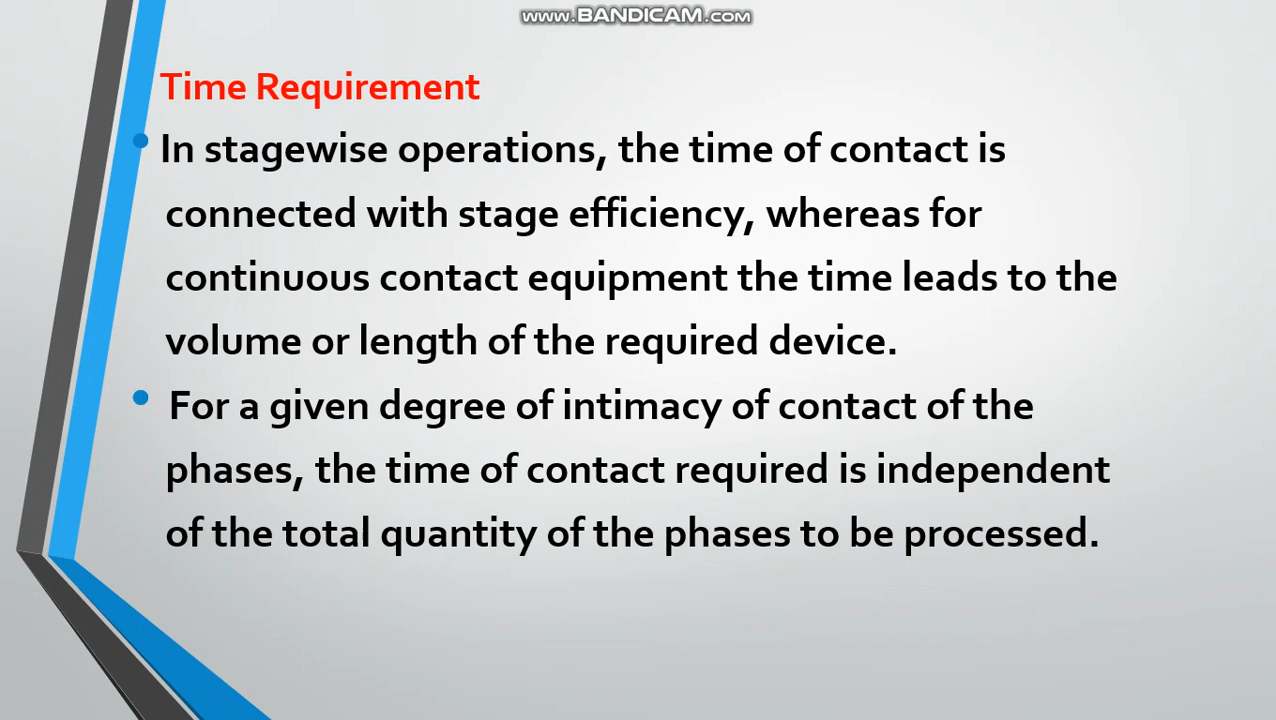 www.BANDICAM.com
Time Requirement
• In stagewise operations, the time of contact is
connected with stage efficiency, whereas for
continuous contact equipment the time leads to the
volume or length of the required device.
• For a given degree of intimacy of contact of the
phases, the time of contact required is independent
of the total quantity of the phases to be processed.